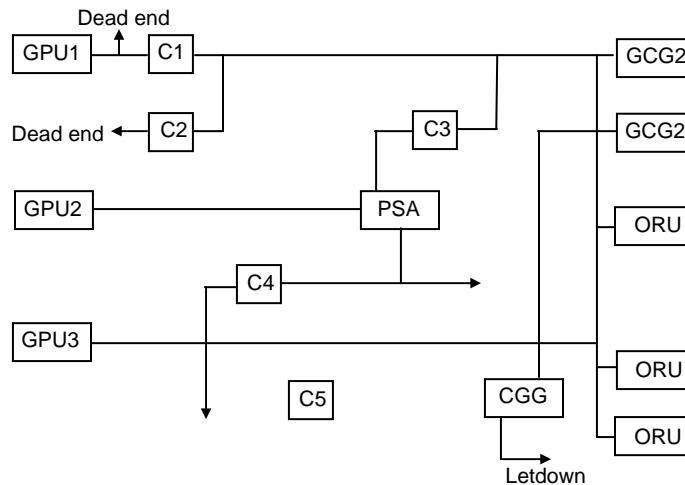 Dead end
GPU1
C1
GCG2
Dead end
C2
C3
GCG2
GPU2
PSA
ORU
C4
GPU3
ORU
C5
CGG
ORU
Letdown